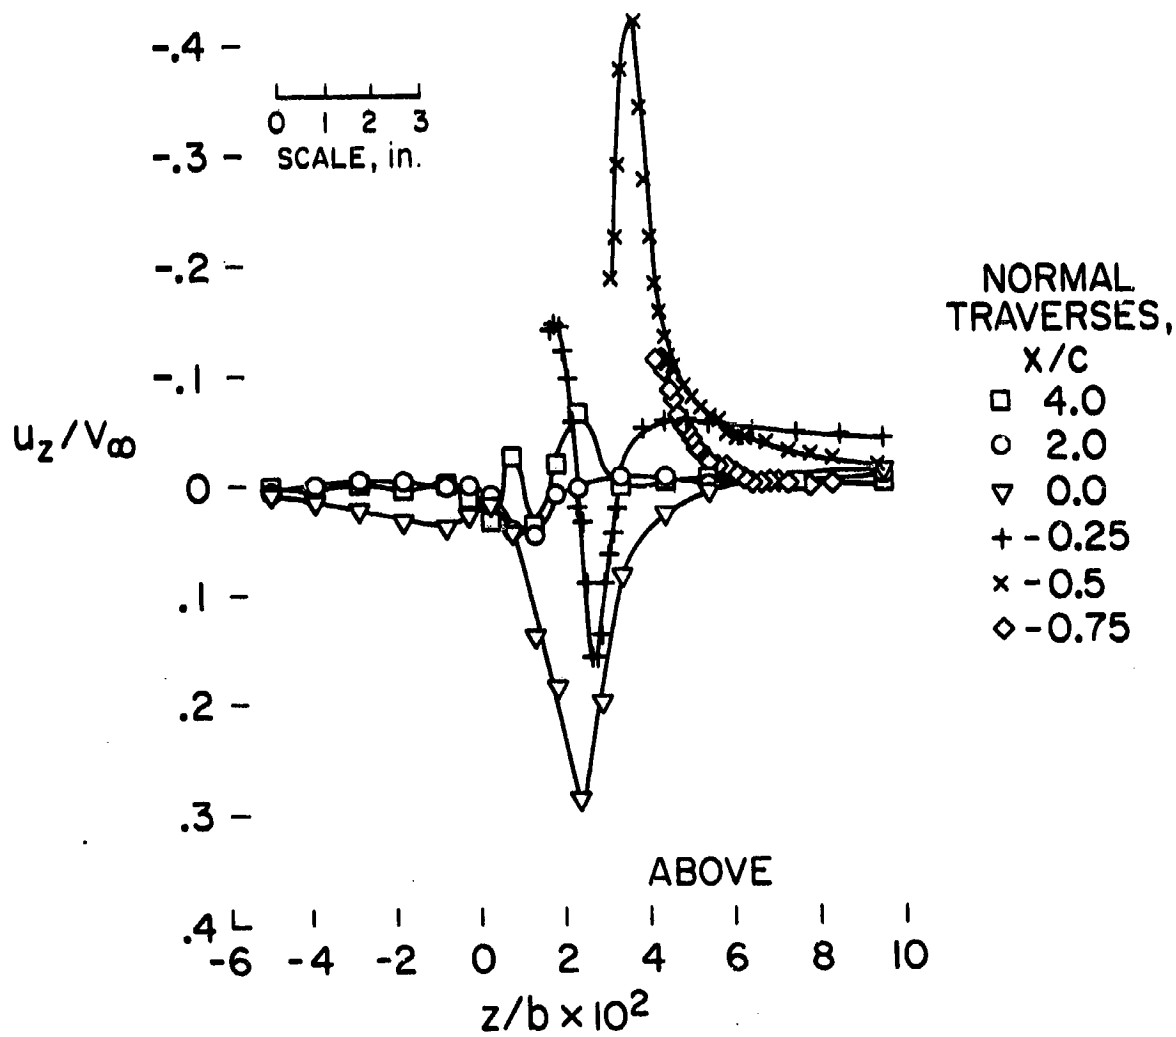 -.4
0 1 2 3
SCALE, in.
-.3
-.2
-.1
0
.1
.2
.3
.4
u_z/V_∞
NORMAL
TRAVERSES,
X/C
□ 4.0
○ 2.0
▽ 0.0
+ -0.25
× -0.5
◇ -0.75
ABOVE
-6 -4 -2 0 2 4 6 8 10
z/b × 10²